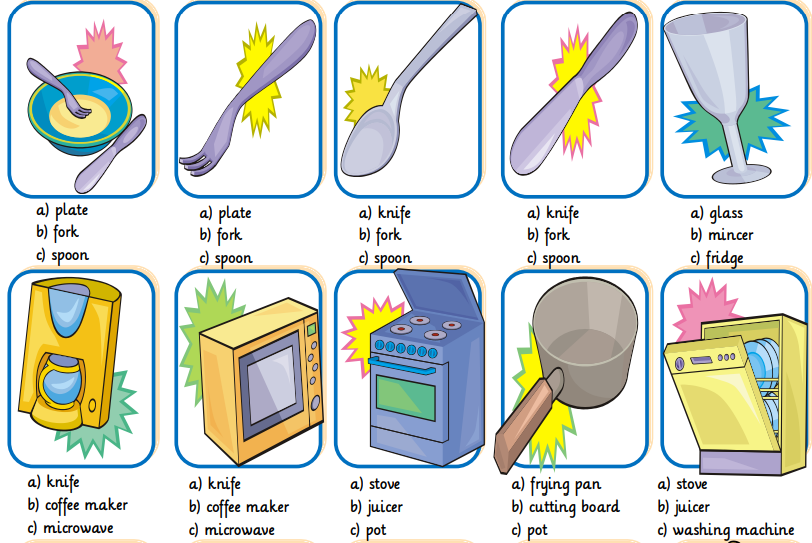 a) plate
b) fork
c) spoon
a) plate
b) fork
c) spoon
a) knife
b) fork
c) spoon
a) knife
b) fork
c) spoon
a) glass
b) mincer
c) fridge
a) knife
b) coffee maker
c) microwave
a) knife
b) coffee maker
c) microwave
a) stove
b) juicer
c) pot
a) frying pan
b) cutting board
c) pot
a) stove
b) juicer
c) washing machine